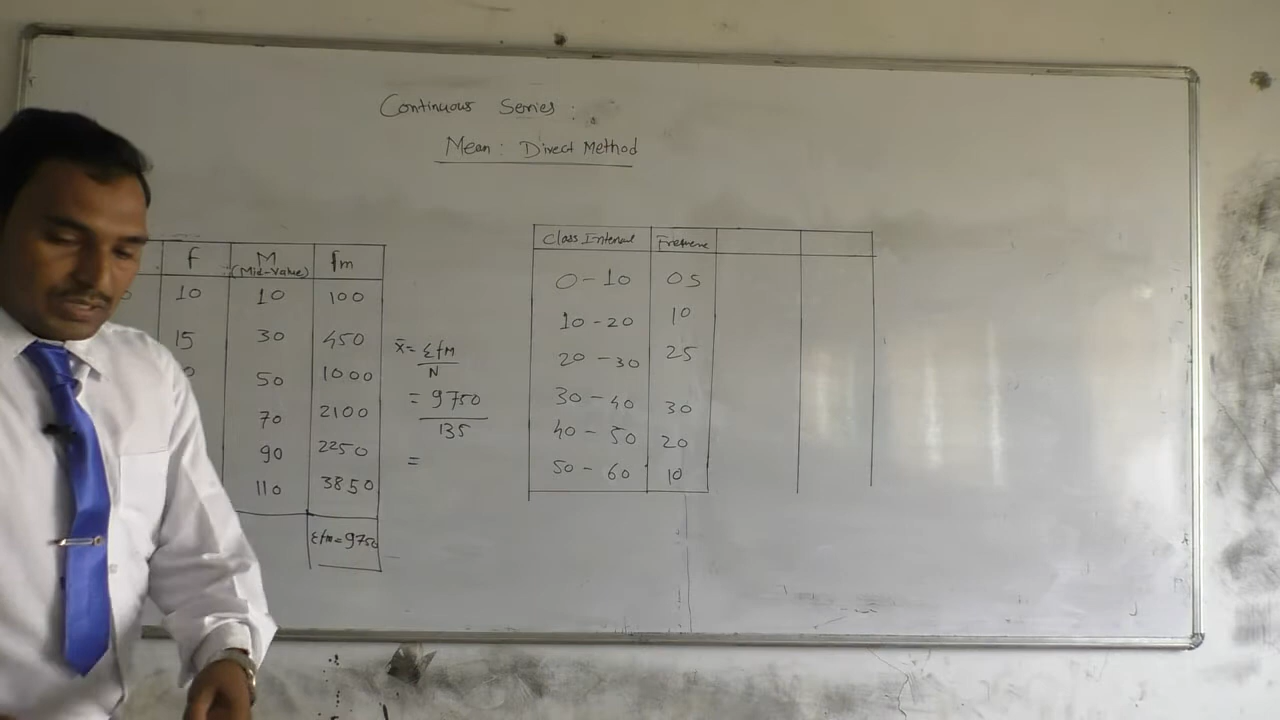 Continuous Series :
Mean : Direct Method
f M fm
(Mid-Value)
10 10 100
15 30 450
50 1000
70 2100
90 2250
110 3850
Σfm = 9750
x̄ = Σfm
N
= 9750
135
=
Class Interval
0 - 10 05
10 - 20 10
20 - 30 25
30 - 40 30
40 - 50 20
50 - 60 10